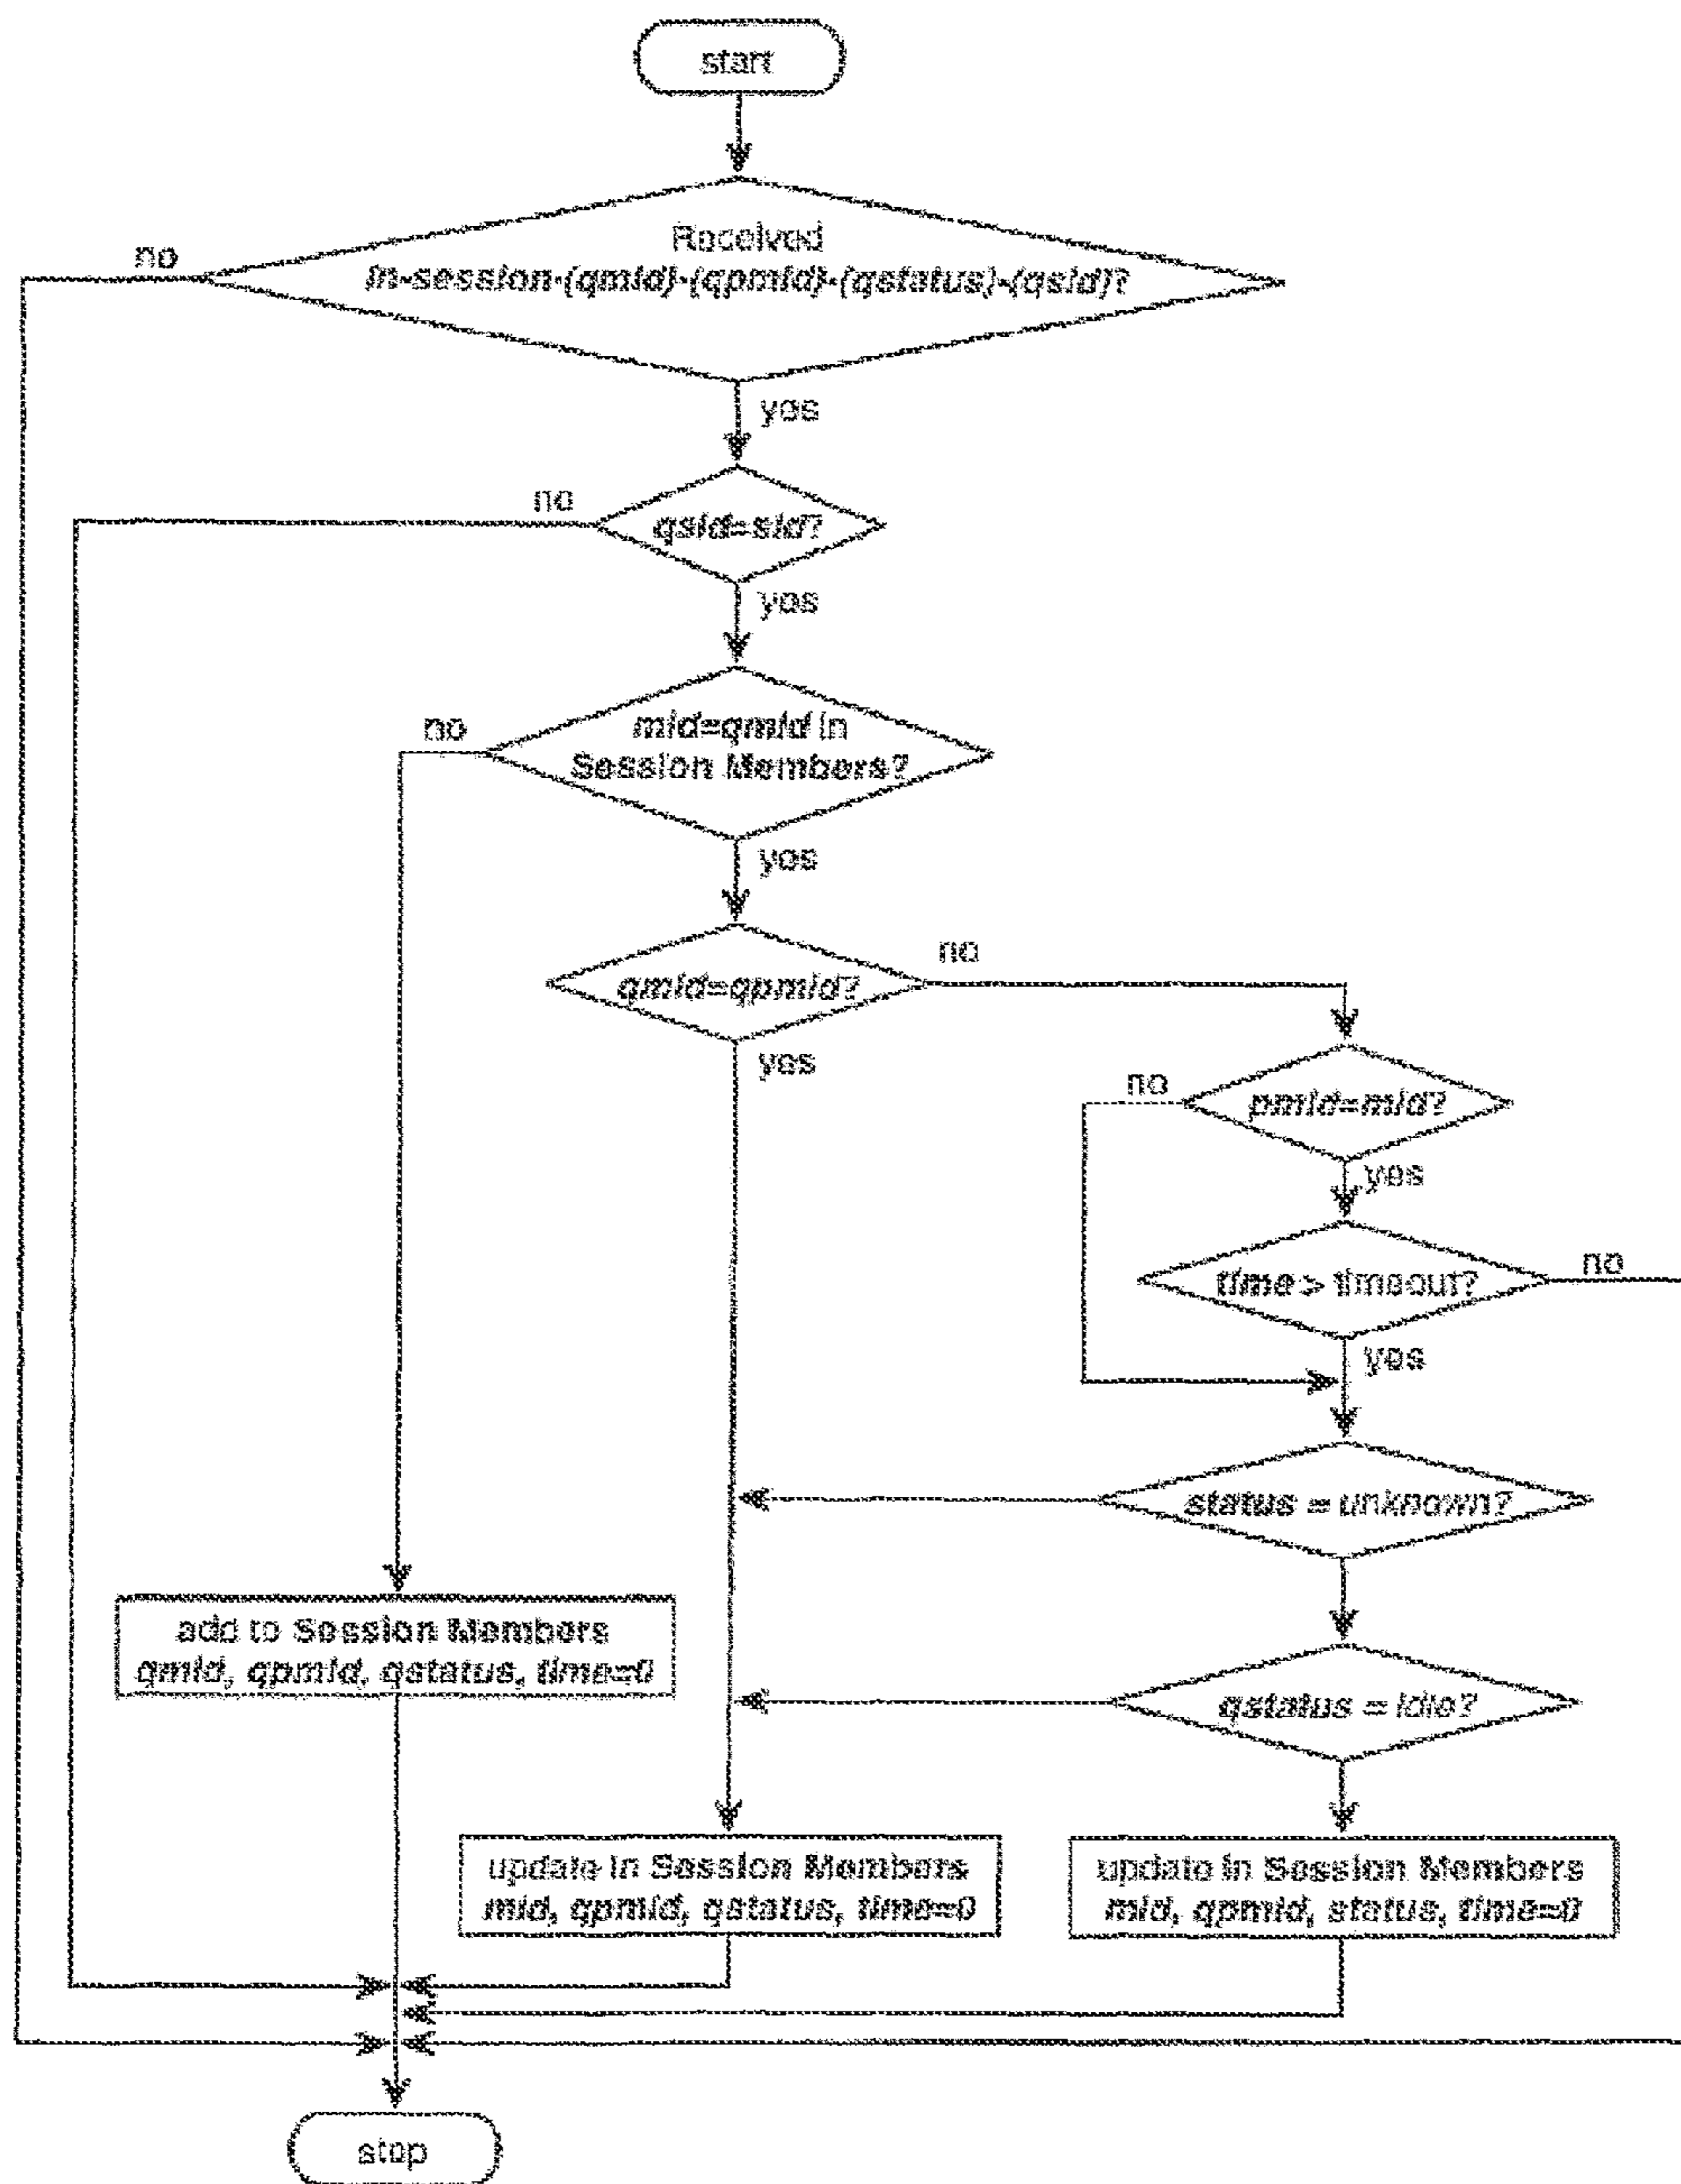 start
Received
in-session-(qmid)-(qpmid)-(qstatus)-(qsid)?
no
yes
no
qsid=sid?
yes
no
mid=qmid in
Session Members?
yes
no
qmid=qpmid?
yes
no
pmid=mid?
yes
time > timeout?
no
yes
status = unknown?
add to Session Members
qmid, qpmid, qstatus, time=0
qstatus = idle?
update in Session Members
mid, qpmid, qstatus, time=0
update in Session Members
mid, qpmid, status, time=0
stop